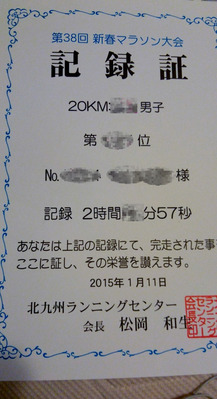 第38回 新春マラソン大会
記録証
20KM 男子
第 位
No. 様
記録 2時間 分57秒
あなたは上記の記録にて、完走された事
ここに証し、その栄誉を讃えます。
2015年1月11日
北九州ランニングセンター
会長 松岡 和生